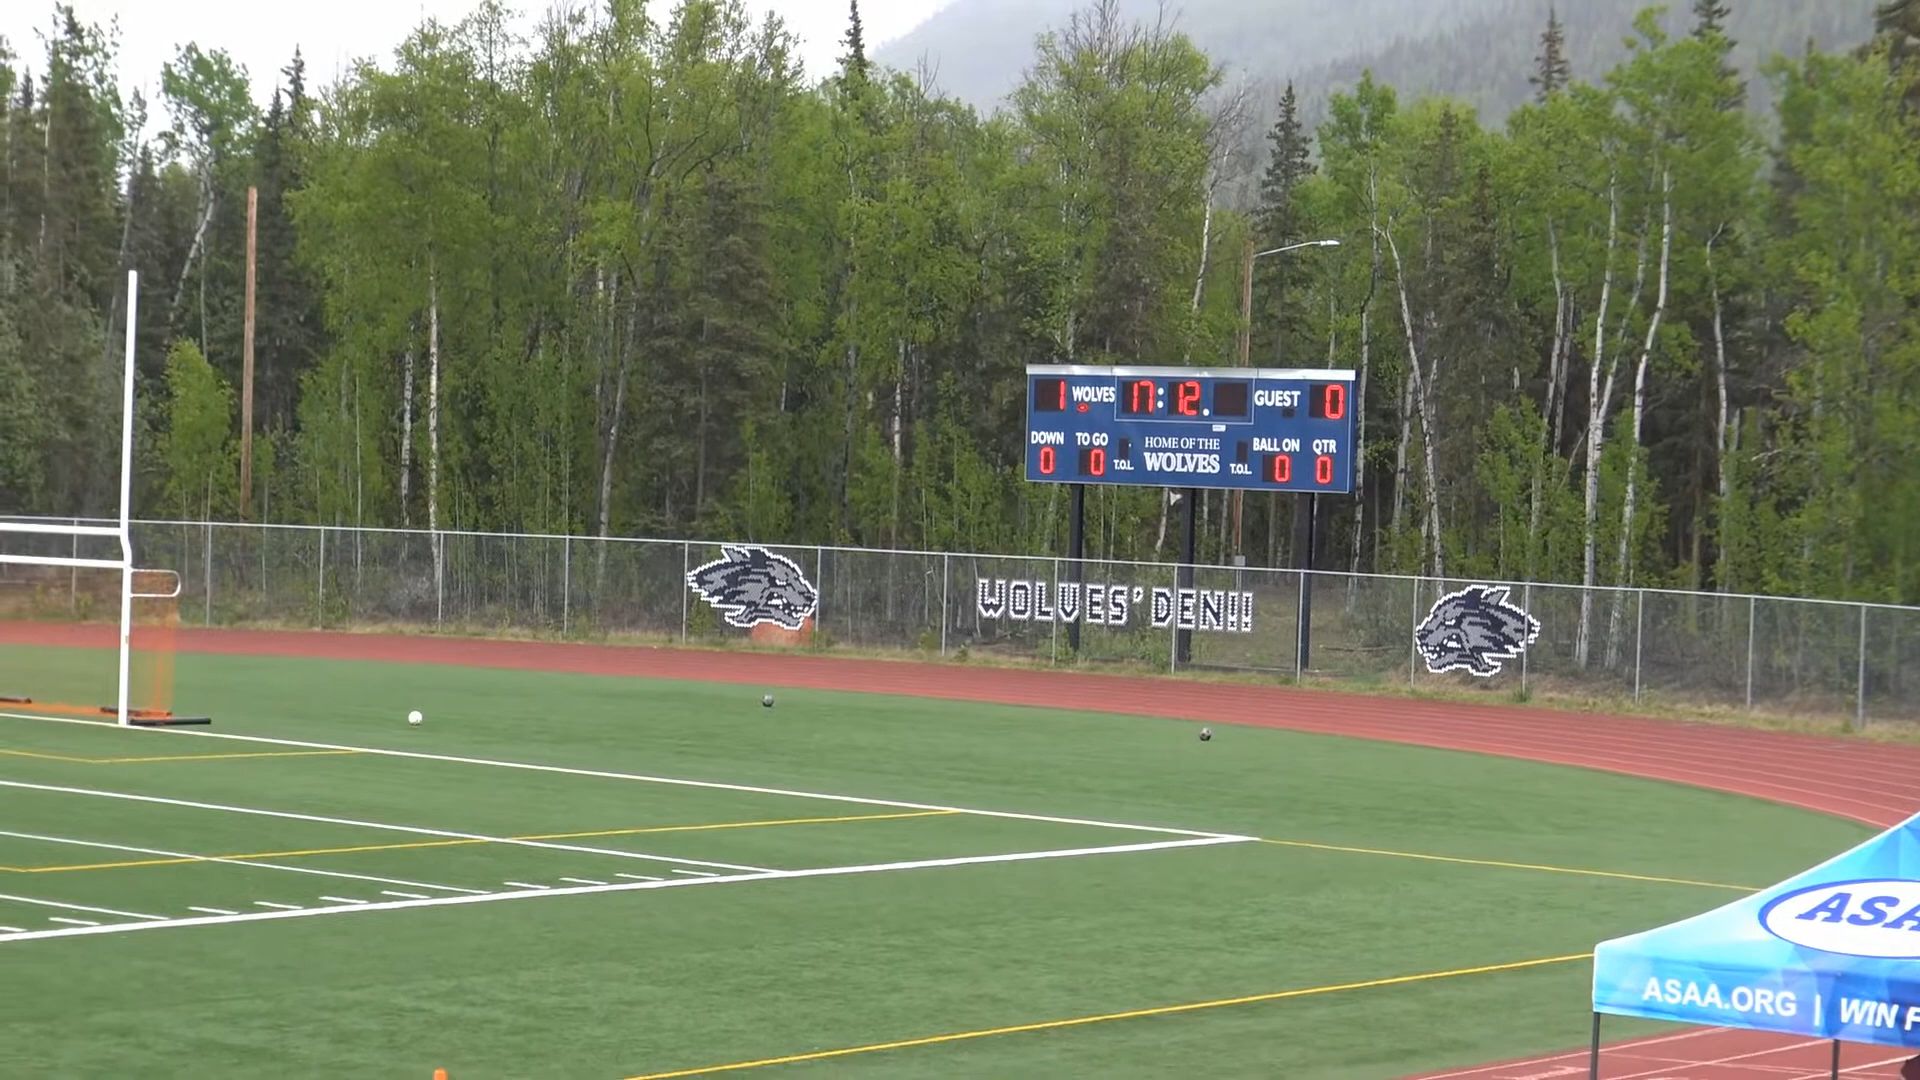 1 WOLVES 17:12. GUEST 0
DOWN TO GO HOME OF THE BALL ON QTR
0 0 T.O.L. WOLVES T.O.L. 0 0
WOLVES' DEN!!
ASAA.ORG | WIN